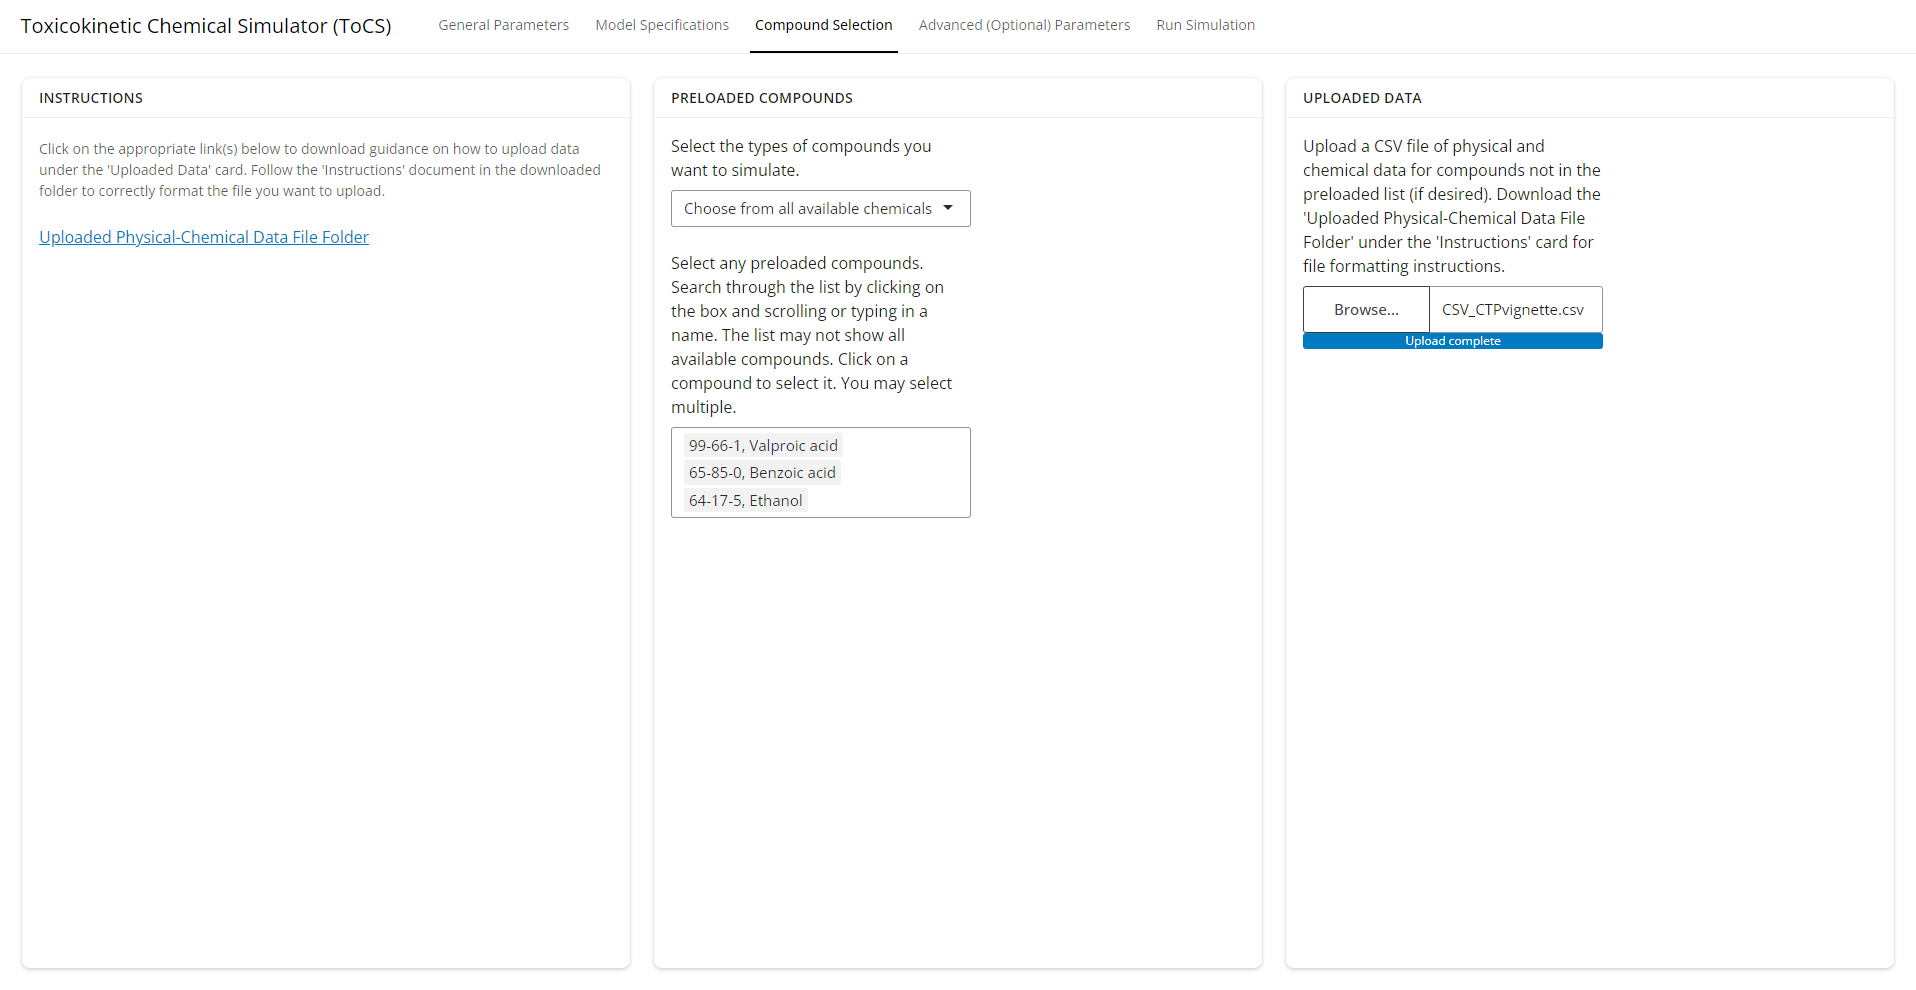 Toxicokinetic Chemical Simulator (ToCS)
General Parameters
Model Specifications
Compound Selection
Advanced (Optional) Parameters
Run Simulation
INSTRUCTIONS
Click on the appropriate link(s) below to download guidance on how to upload data
under the 'Uploaded Data' card. Follow the 'Instructions' document in the downloaded
folder to correctly format the file you want to upload.
Uploaded Physical-Chemical Data File Folder
PRELOADED COMPOUNDS
Select the types of compounds you
want to simulate.
Choose from all available chemicals
Select any preloaded compounds.
Search through the list by clicking on
the box and scrolling or typing in a
name. The list may not show all
available compounds. Click on a
compound to select it. You may select
multiple.
99-66-1, Valproic acid
65-85-0, Benzoic acid
64-17-5, Ethanol
UPLOADED DATA
Upload a CSV file of physical and
chemical data for compounds not in the
preloaded list (if desired). Download the
'Uploaded Physical-Chemical Data File
Folder' under the 'Instructions' card for
file formatting instructions.
Browse...
CSV_CTPvignette.csv
Upload complete